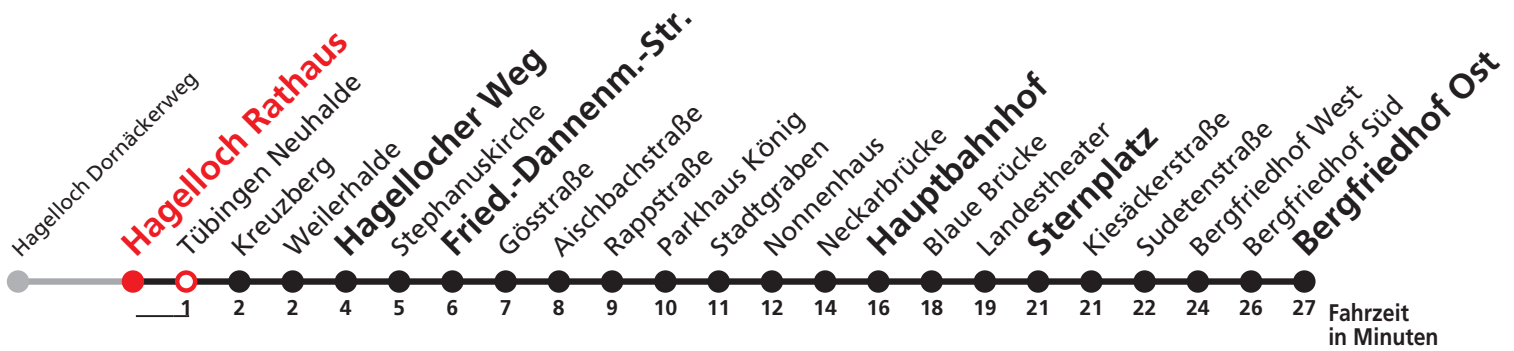 Hagelloch Dornäckerweg
Hagelloch Rathaus
Tübingen Neuhalde
Kreuzberg
Weilerhalde
Hagellocher Weg
Stephanuskirche
Fried.-Dannenm.-Str.
Gösstraße
Aischbachstraße
Rappstraße
Parkhaus König
Stadtgraben
Nonnenhaus
Neckarbrücke
Hauptbahnhof
Blaue Brücke
Landestheater
Sternplatz
Kiesäckerstraße
Sudetenstraße
Bergfriedhof West
Bergfriedhof Süd
Bergfriedhof Ost
1 2 2 4 5 6 7 8 9 10 11 12 14 16 18 19 21 21 22 24 26 27
Fahrzeit
in Minuten